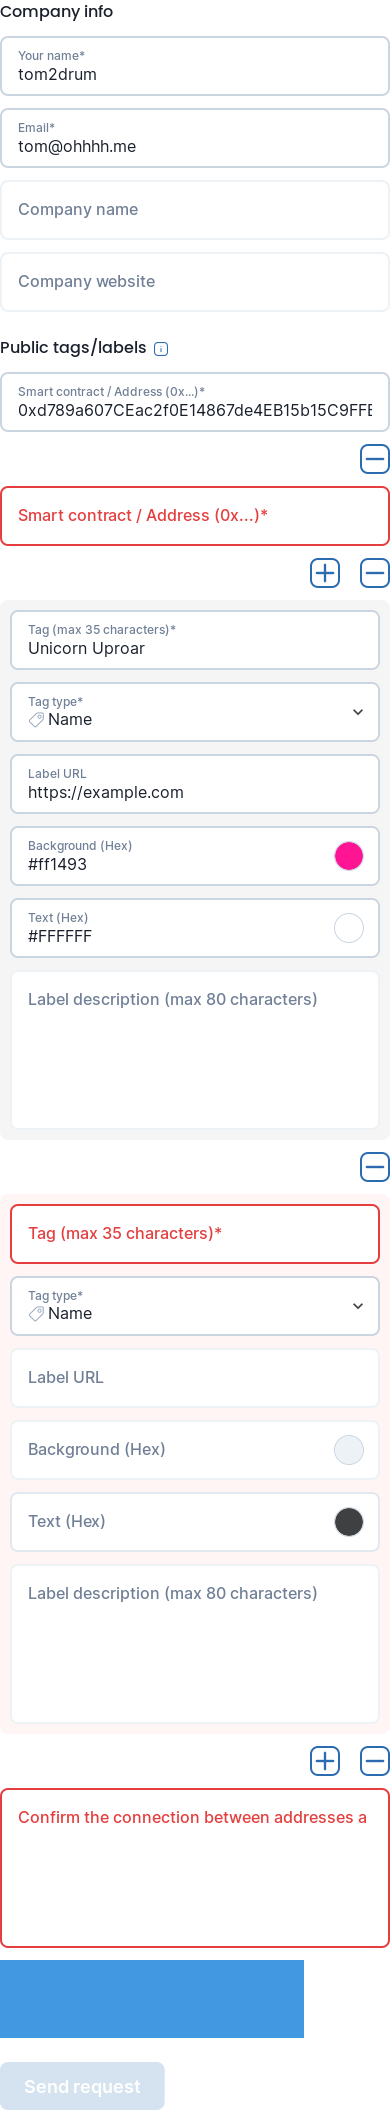 Company info
Your name*
tom2drum
Email*
tom@ohhhh.me
Company name
Company website
Public tags/labels
Smart contract / Address (0x...)*
0xd789a607CEac2f0E14867de4EB15b15C9FFE
Smart contract / Address (0x...)*
Tag (max 35 characters)*
Unicorn Uproar
Tag type*
Name
Label URL
https://example.com
Background (Hex)
#ff1493
Text (Hex)
#FFFFFF
Label description (max 80 characters)
Tag (max 35 characters)*
Tag type*
Name
Label URL
Background (Hex)
Text (Hex)
Label description (max 80 characters)
Confirm the connection between addresses a
Send request